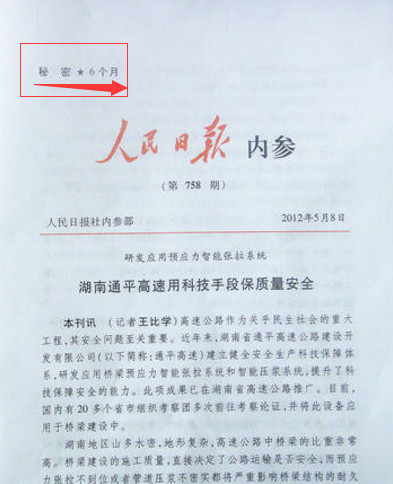 秘 密 ★ 6个月
人民日报 内参
(第 758 期)
人民日报社内参部 2012年5月8日
研发应用预应力智能张拉系统
湖南通平高速用科技手段保质量安全
本刊讯 (记者王比学)高速公路作为关乎民生社会的重大
工程,其安全问题至关重要。近年来,湖南省通平高速公路建设开
发有限公司(以下简称:通平高速)建立健全安全生产科技保障体
系,研发应用桥梁预应力智能张拉系统和智能压浆系统,提升了科
技保障安全的能力。此项成果已在湖南省高速公路推广。目前,
国内有20多个省市组织考察团多次前往考察论证,并将此设备应
用于桥梁建设中。
湖南地区山多水密,地形复杂,高速公路中桥梁的比重非常
高。桥梁建设的施工质量,直接决定了公路运输是否安全,而预应
力张拉不到位或者管道压浆不密实都将严重影响桥梁结构的耐久